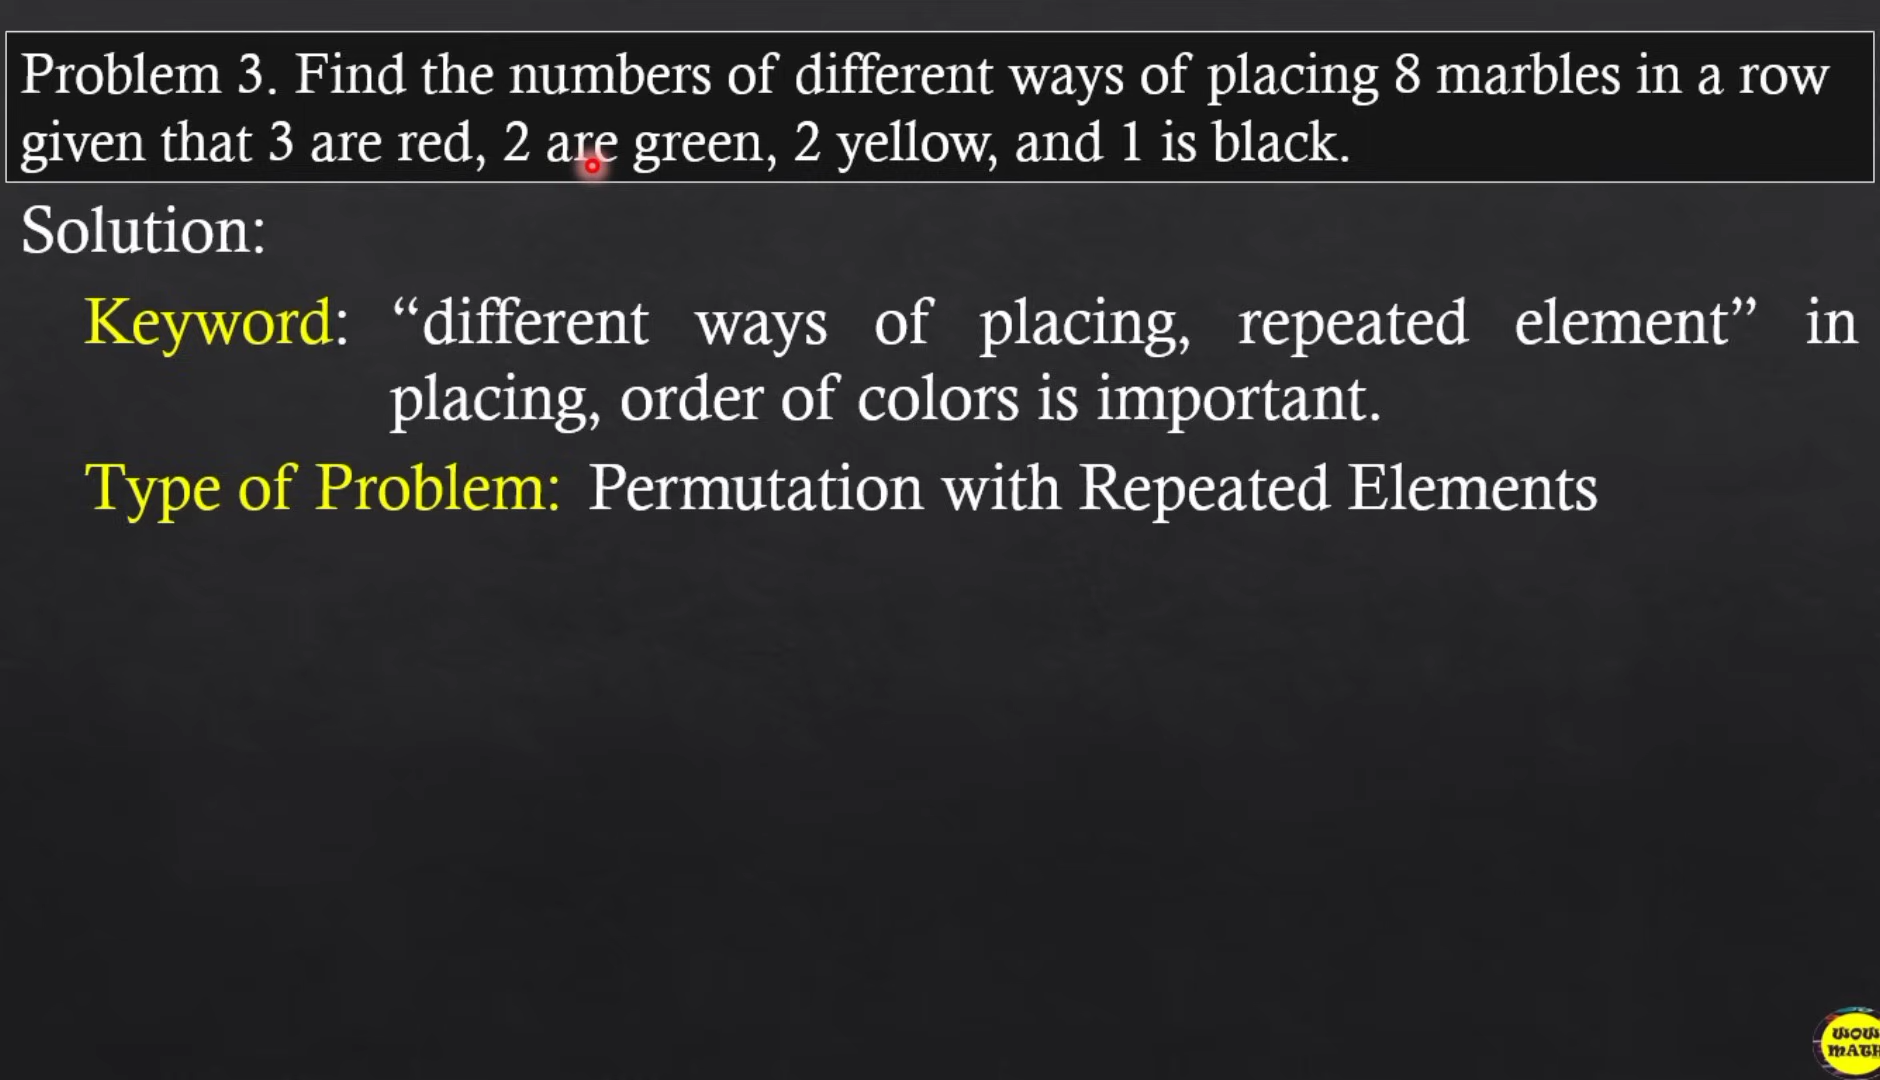 Problem 3. Find the numbers of different ways of placing 8 marbles in a row
given that 3 are red, 2 are green, 2 yellow, and 1 is black.
Solution:
Keyword: “different ways of placing, repeated element” in
placing, order of colors is important.
Type of Problem: Permutation with Repeated Elements
WOW
MATH